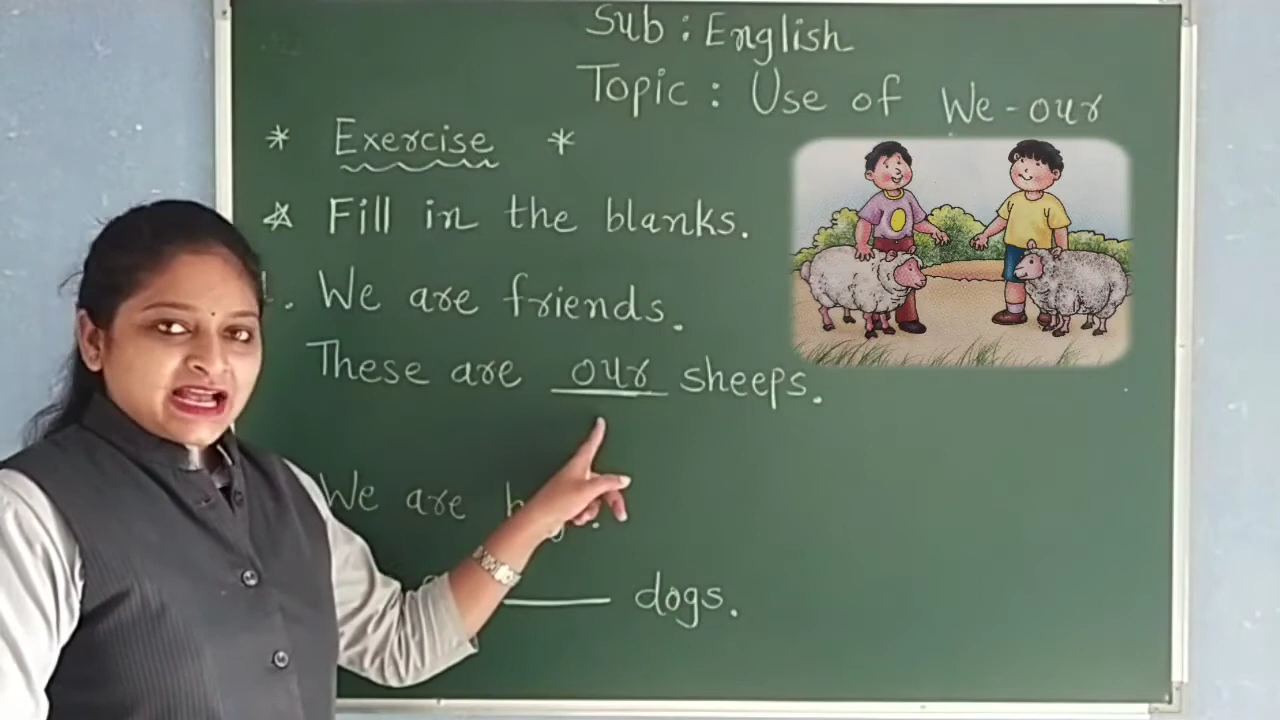 Sub : English
Topic : Use of We - our
* Exercise *
☆ Fill in the blanks.
. We are friends.
These are our sheeps.
We are
______ dogs.